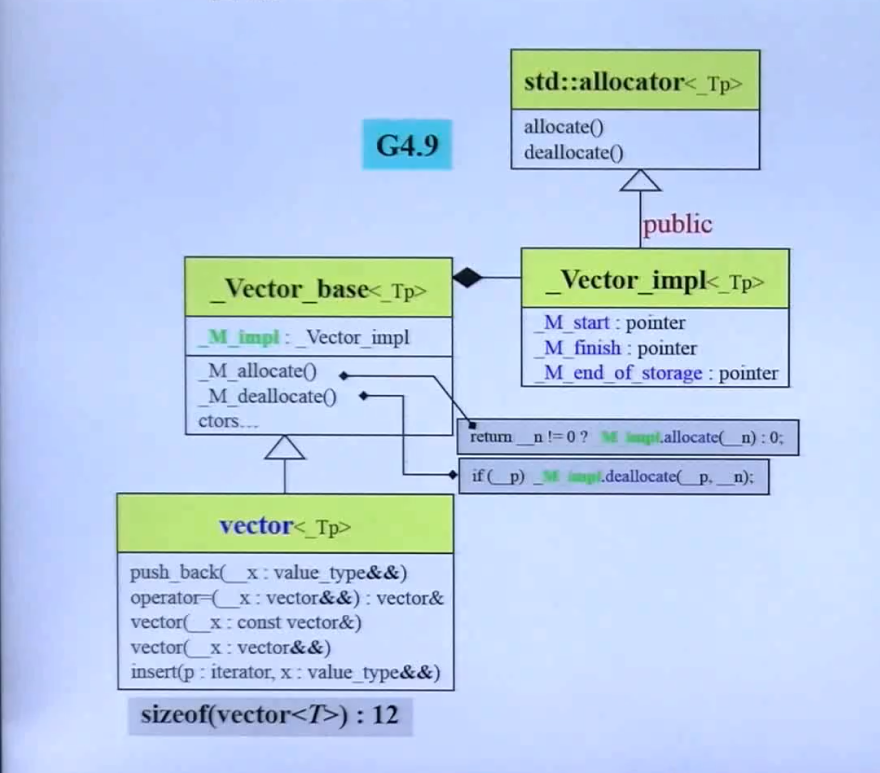 std::allocator<_Tp>
allocate()
deallocate()
G4.9
public
_Vector_base<_Tp>
_M_impl : _Vector_impl
_M_allocate()
_M_deallocate()
ctors...
_Vector_impl<_Tp>
_M_start : pointer
_M_finish : pointer
_M_end_of_storage : pointer
return __n != 0 ? _M_impl.allocate(__n) : 0;
if (__p) _M_impl.deallocate(__p, __n);
vector<_Tp>
push_back(__x : value_type&&)
operator=(__x : vector&&) : vector&
vector(__x : const vector&)
vector(__x : vector&&)
insert(p : iterator, x : value_type&&)
sizeof(vector<T>) : 12